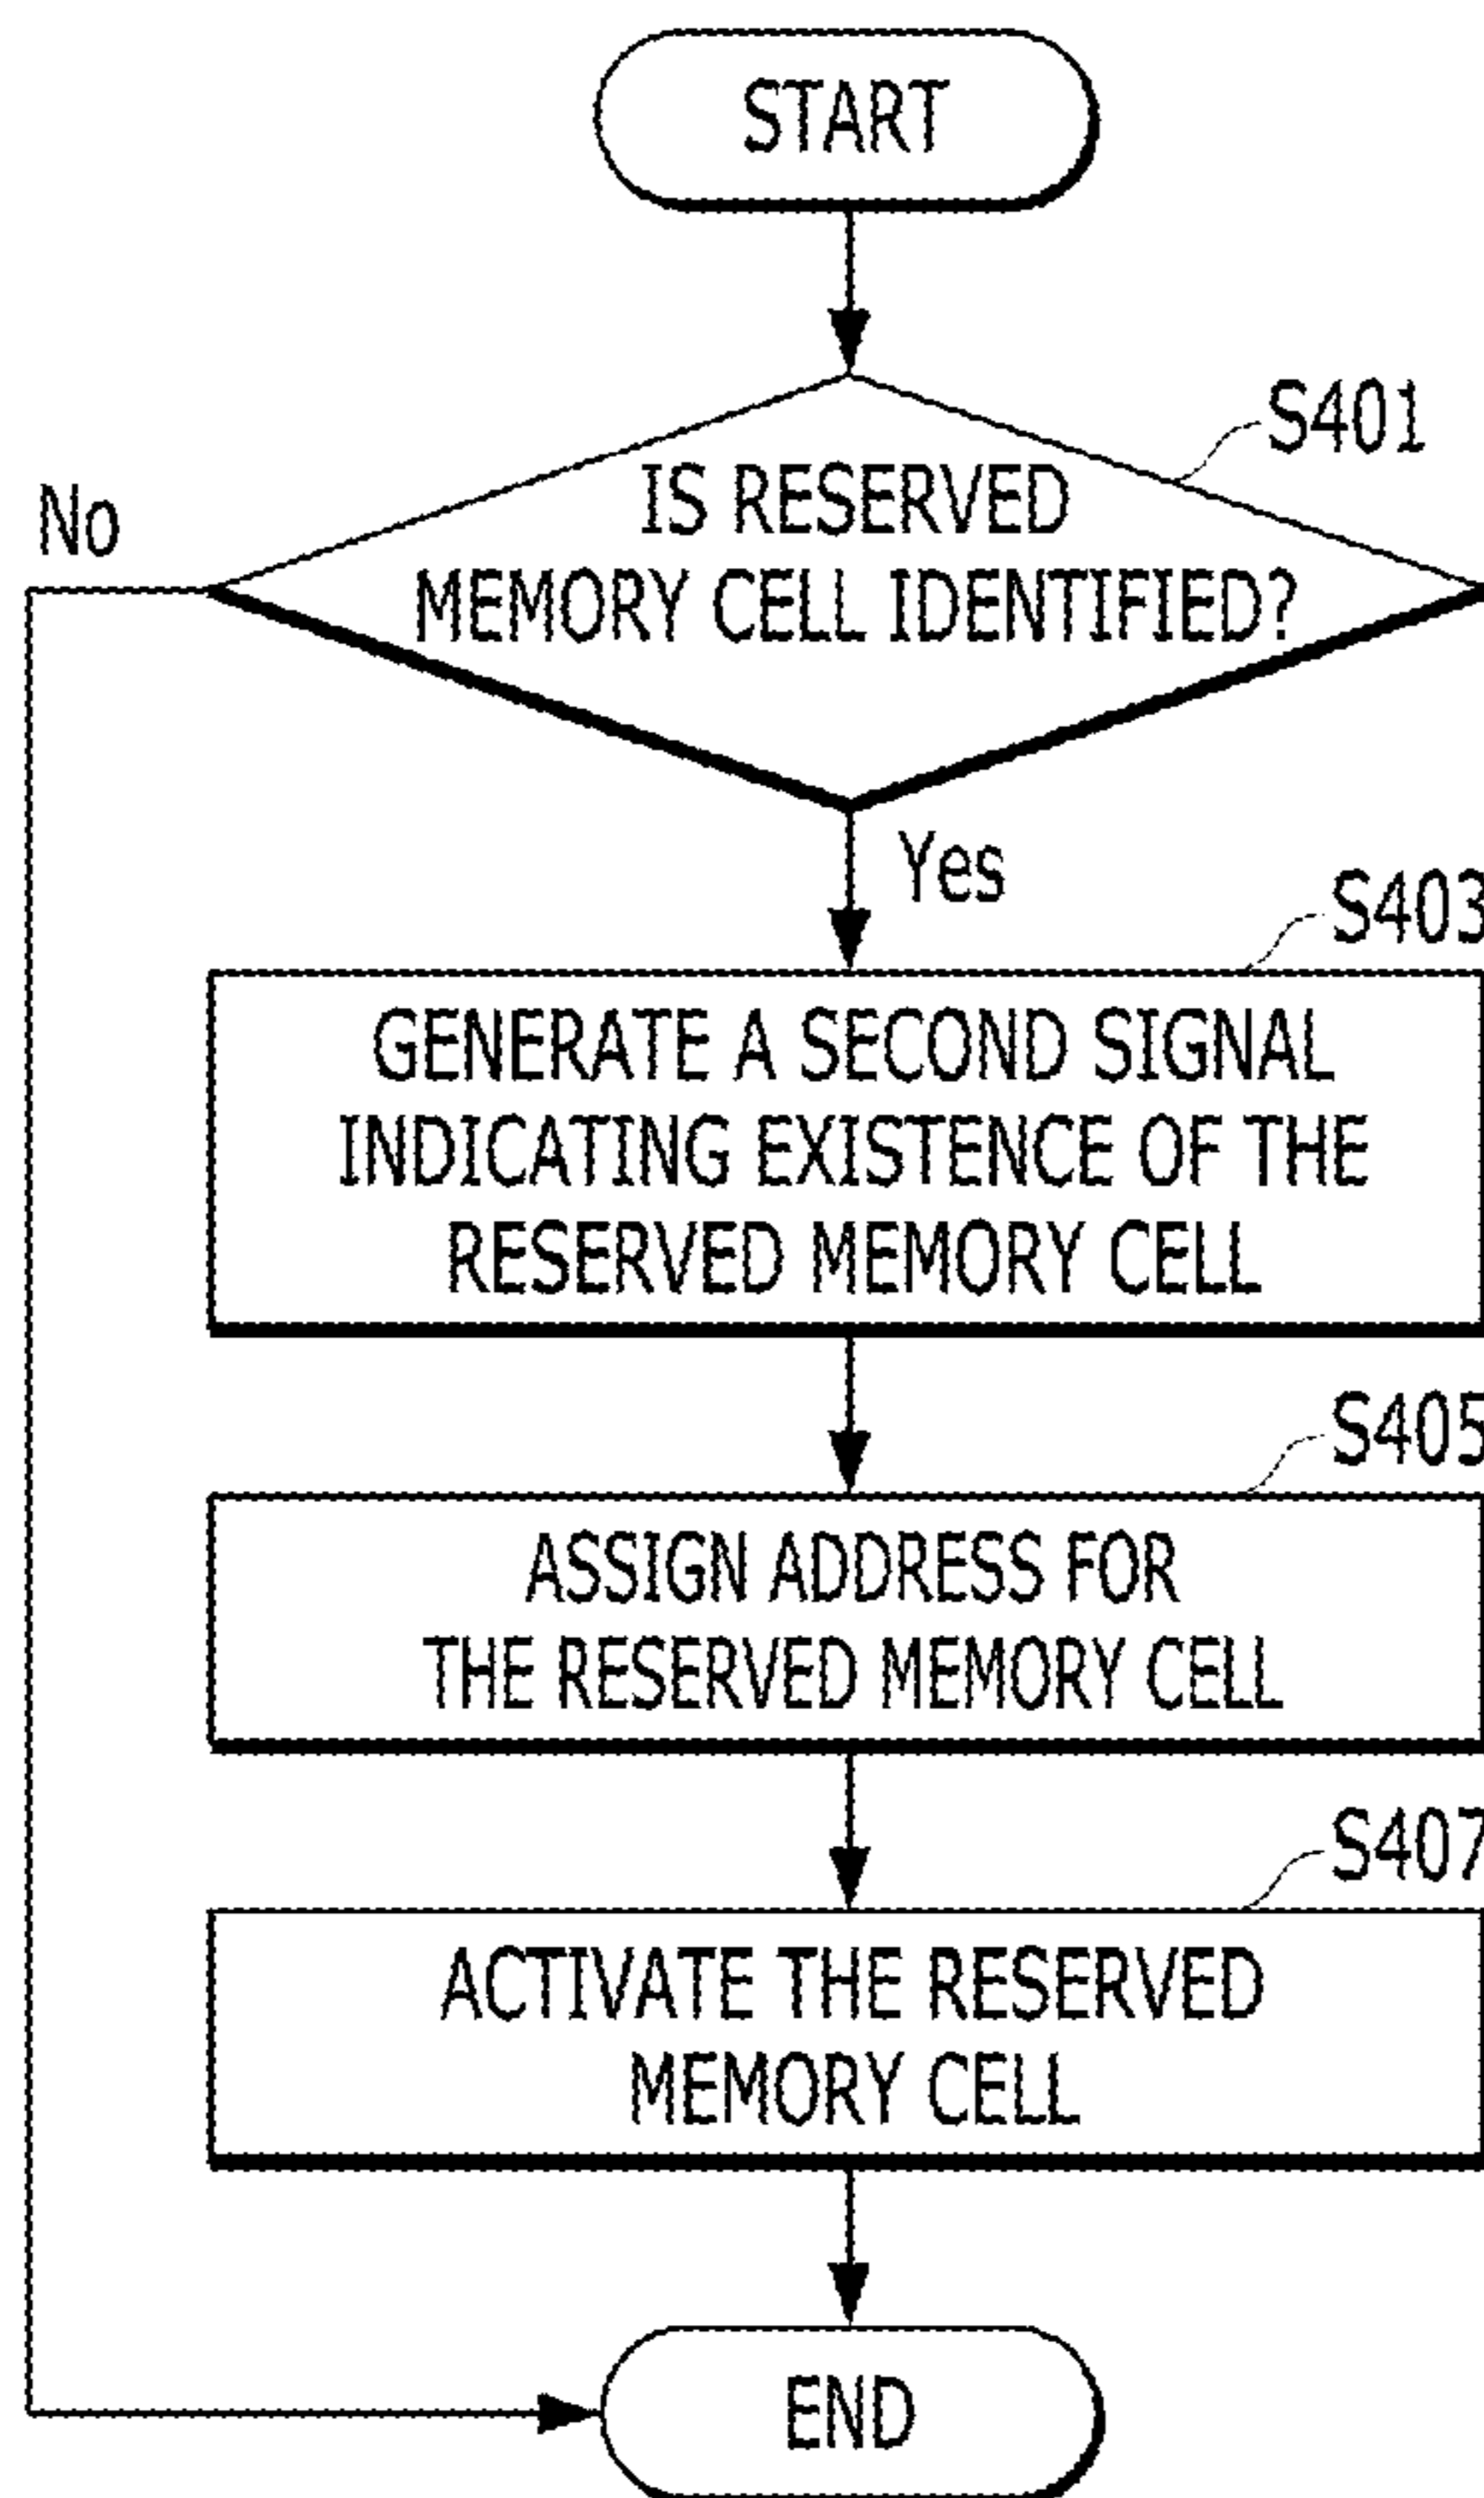 START
S401
No
IS RESERVED
MEMORY CELL IDENTIFIED?
Yes
S403
GENERATE A SECOND SIGNAL
INDICATING EXISTENCE OF THE
RESERVED MEMORY CELL
S405
ASSIGN ADDRESS FOR
THE RESERVED MEMORY CELL
S407
ACTIVATE THE RESERVED
MEMORY CELL
END